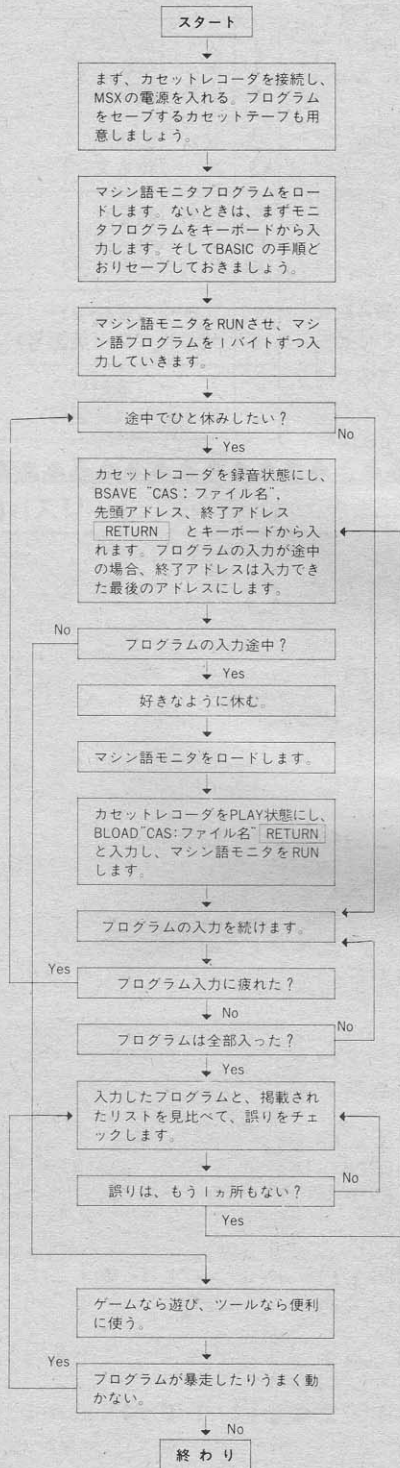 スタート
まず、カセットレコーダを接続し、
MSXの電源を入れる。プログラム
をセーブするカセットテープも用
意しましょう。
マシン語モニタプログラムをロー
ドします。ないときは、まずモニ
タプログラムをキーボードから入
力します。そしてBASICの手順ど
おりセーブしておきましょう。
マシン語モニタをRUNさせ、マシ
ン語プログラムを1バイトずつ入
力していきます。
途中でひと休みしたい?
No
Yes
カセットレコーダを録音状態にし、
BSAVE "CAS:ファイル名",
先頭アドレス、終了アドレス
RETURN とキーボードから入
れます。プログラムの入力が途中
の場合、終了アドレスは入力でき
た最後のアドレスにします。
No
プログラムの入力途中?
Yes
好きなように休む。
マシン語モニタをロードします。
カセットレコーダをPLAY状態にし、
BLOAD"CAS:ファイル名" RETURN
と入力し、マシン語モニタをRUN
します。
プログラムの入力を続けます。
Yes
プログラム入力に疲れた?
No
プログラムは全部入った?
No
Yes
入力したプログラムと、掲載され
たリストを見比べて、誤りをチェ
ックします。
誤りは、もう1ヵ所もない?
No
Yes
ゲームなら遊び、ツールなら便利
に使う。
Yes
プログラムが暴走したりうまく動
かない。
No
終わり